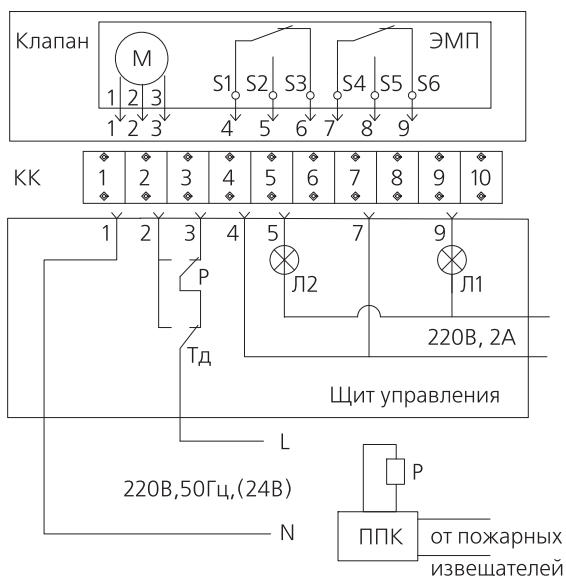 Клапан
ЭМП
М
S1 S2 S3 S4 S5 S6
1 2 3
1 2 3 4 5 6 7 8 9
КК
1 2 3 4 5 6 7 8 9 10
1 2 3 4 5 7 9
Р
Л2
Л1
Тд
220В, 2А
Щит управления
L
220В,50Гц,(24В)
N
Р
ППК
от пожарных
извещателей